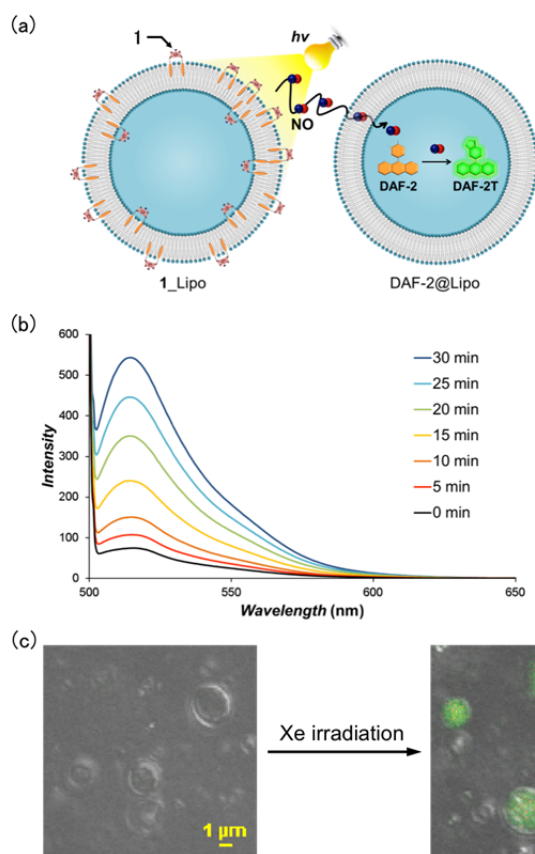 (a)
1
hν
NO
DAF-2
DAF-2T
1_Lipo
DAF-2@Lipo
(b)
600
500
400
300
200
100
0
Intensity
30 min
25 min
20 min
15 min
10 min
5 min
0 min
500
550
600
650
Wavelength (nm)
(c)
Xe irradiation
1 µm